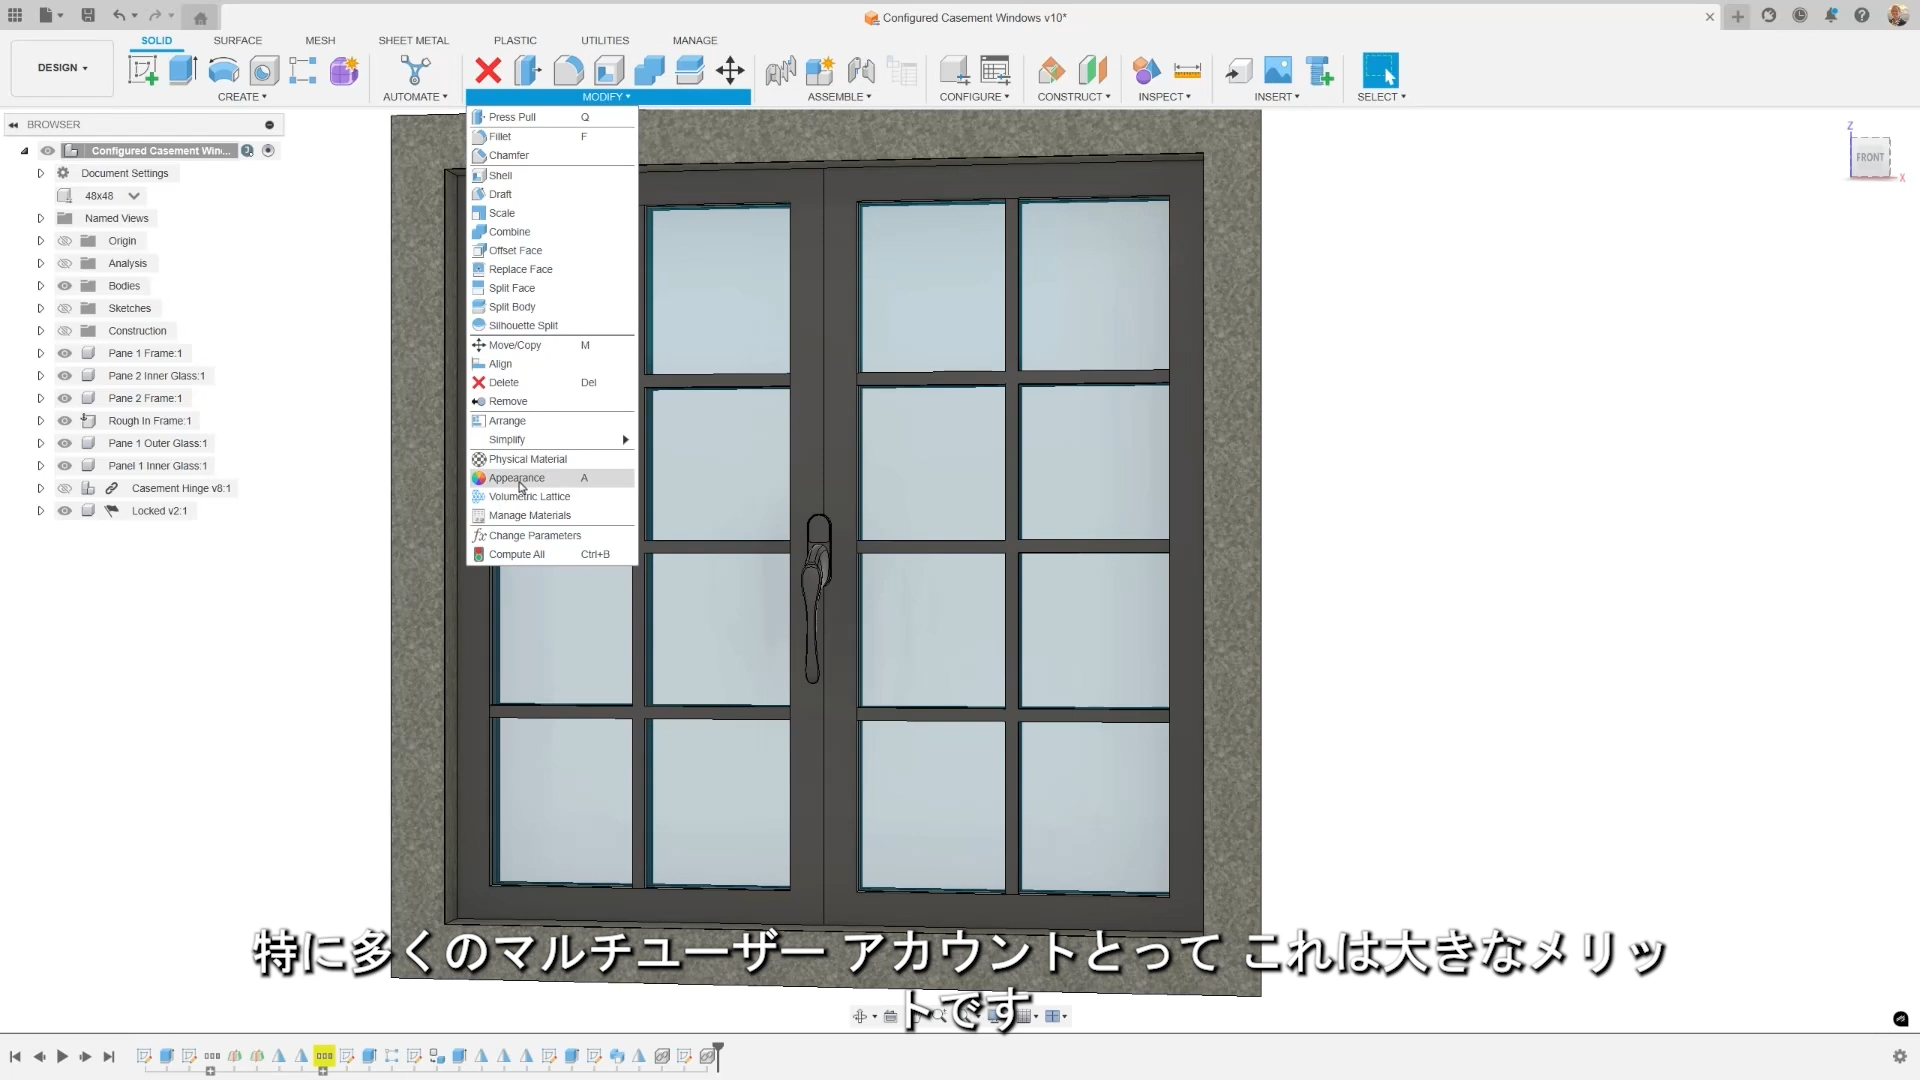 Configured Casement Windows v10*
SOLID
SURFACE
MESH
SHEET METAL
PLASTIC
UTILITIES
MANAGE
DESIGN
CREATE
AUTOMATE
MODIFY
ASSEMBLE
CONFIGURE
CONSTRUCT
INSPECT
INSERT
SELECT
BROWSER
Configured Casement Win...
Document Settings
48x48
Named Views
Origin
Analysis
Bodies
Sketches
Construction
Pane 1 Frame:1
Pane 2 Inner Glass:1
Pane 2 Frame:1
Rough In Frame:1
Pane 1 Outer Glass:1
Panel 1 Inner Glass:1
Casement Hinge v8:1
Locked v2:1
Press Pull Q
Fillet F
Chamfer
Shell
Draft
Scale
Combine
Offset Face
Replace Face
Split Face
Split Body
Silhouette Split
Move/Copy M
Align
Delete Del
Remove
Arrange
Simplify
Physical Material
Appearance A
Volumetric Lattice
Manage Materials
fx Change Parameters
Compute All Ctrl+B
Z
FRONT
X
特に多くのマルチユーザー アカウントとって これは大きなメリッ
トです